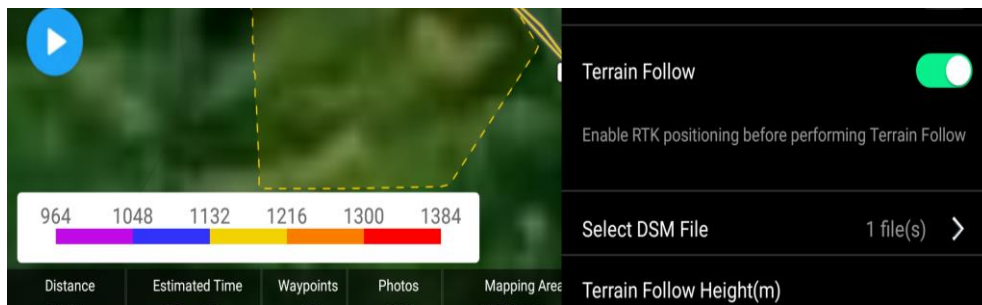 964 1048 1132 1216 1300 1384
Distance Estimated Time Waypoints Photos Mapping Area
Terrain Follow
Enable RTK positioning before performing Terrain Follow
Select DSM File 1 file(s)
Terrain Follow Height(m)